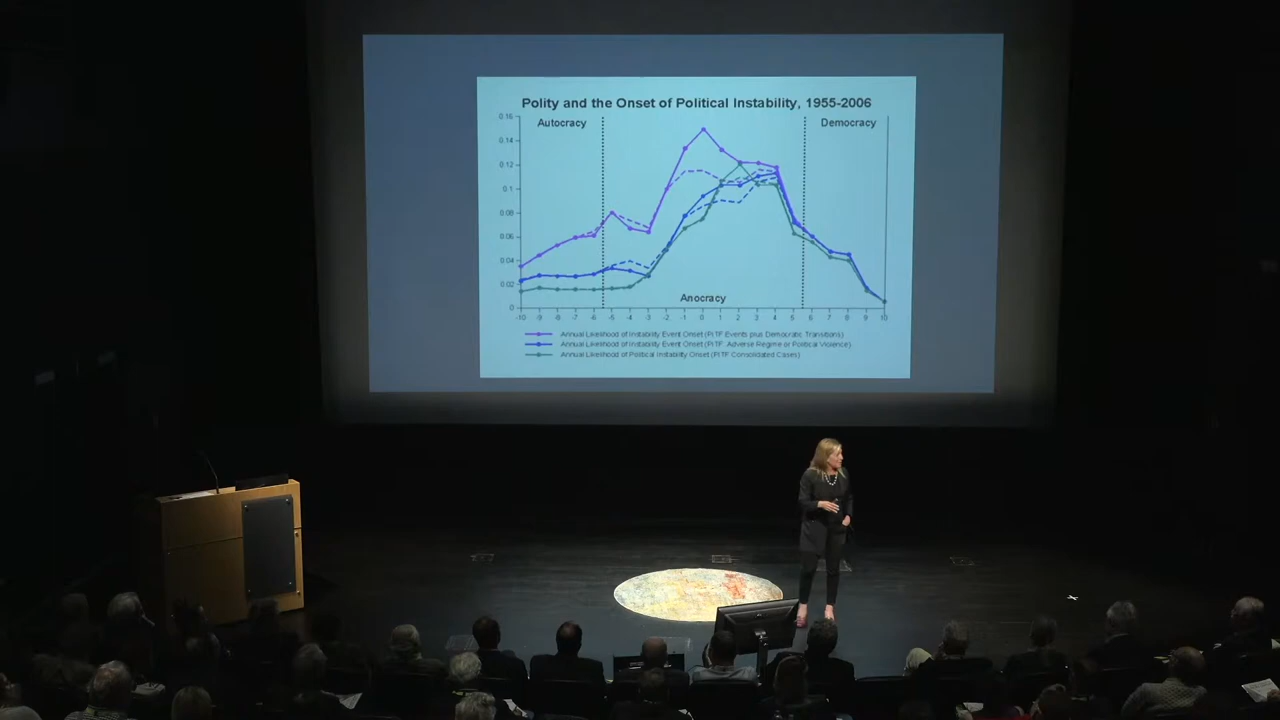 Polity and the Onset of Political Instability, 1955-2006
0.16
Autocracy
Democracy
0.14
0.12
0.1
0.08
0.06
0.04
0.02
Anocracy
0
-10 -9 -8 -7 -6 -5 -4 -3 -2 -1 0 1 2 3 4 5 6 7 8 9 10
Annual Likelihood of Instability Event Onset (PITF Events plus Democratic Transitions)
Annual Likelihood of Instability Event Onset (PITF: Adverse Regime or Political Violence)
Annual Likelihood of Political Instability Onset (PITF Consolidated Cases)